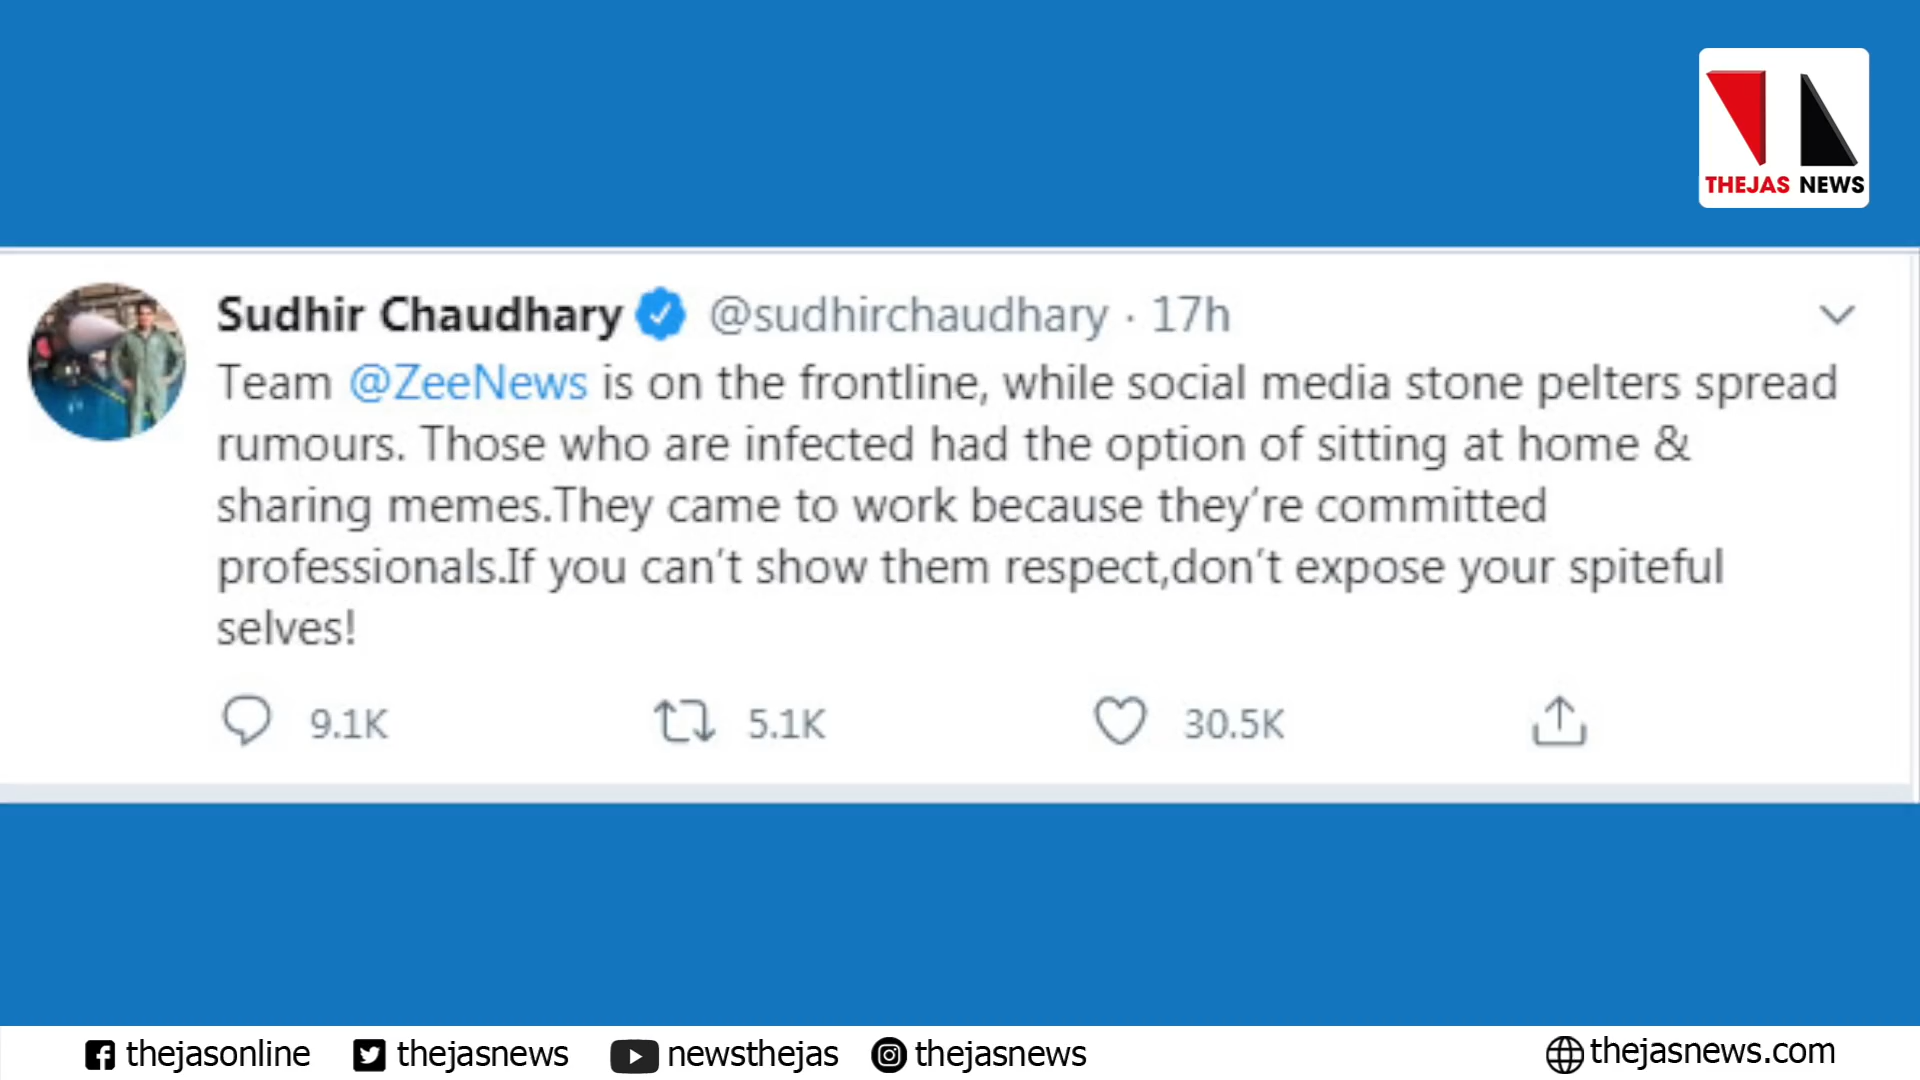 THEJAS NEWS
Sudhir Chaudhary @sudhirchaudhary · 17h
Team @ZeeNews is on the frontline, while social media stone pelters spread
rumours. Those who are infected had the option of sitting at home &
sharing memes.They came to work because they’re committed
professionals.If you can’t show them respect,don’t expose your spiteful
selves!
9.1K 5.1K 30.5K
thejasonline thejasnews newsthejas thejasnews thejasnews.com